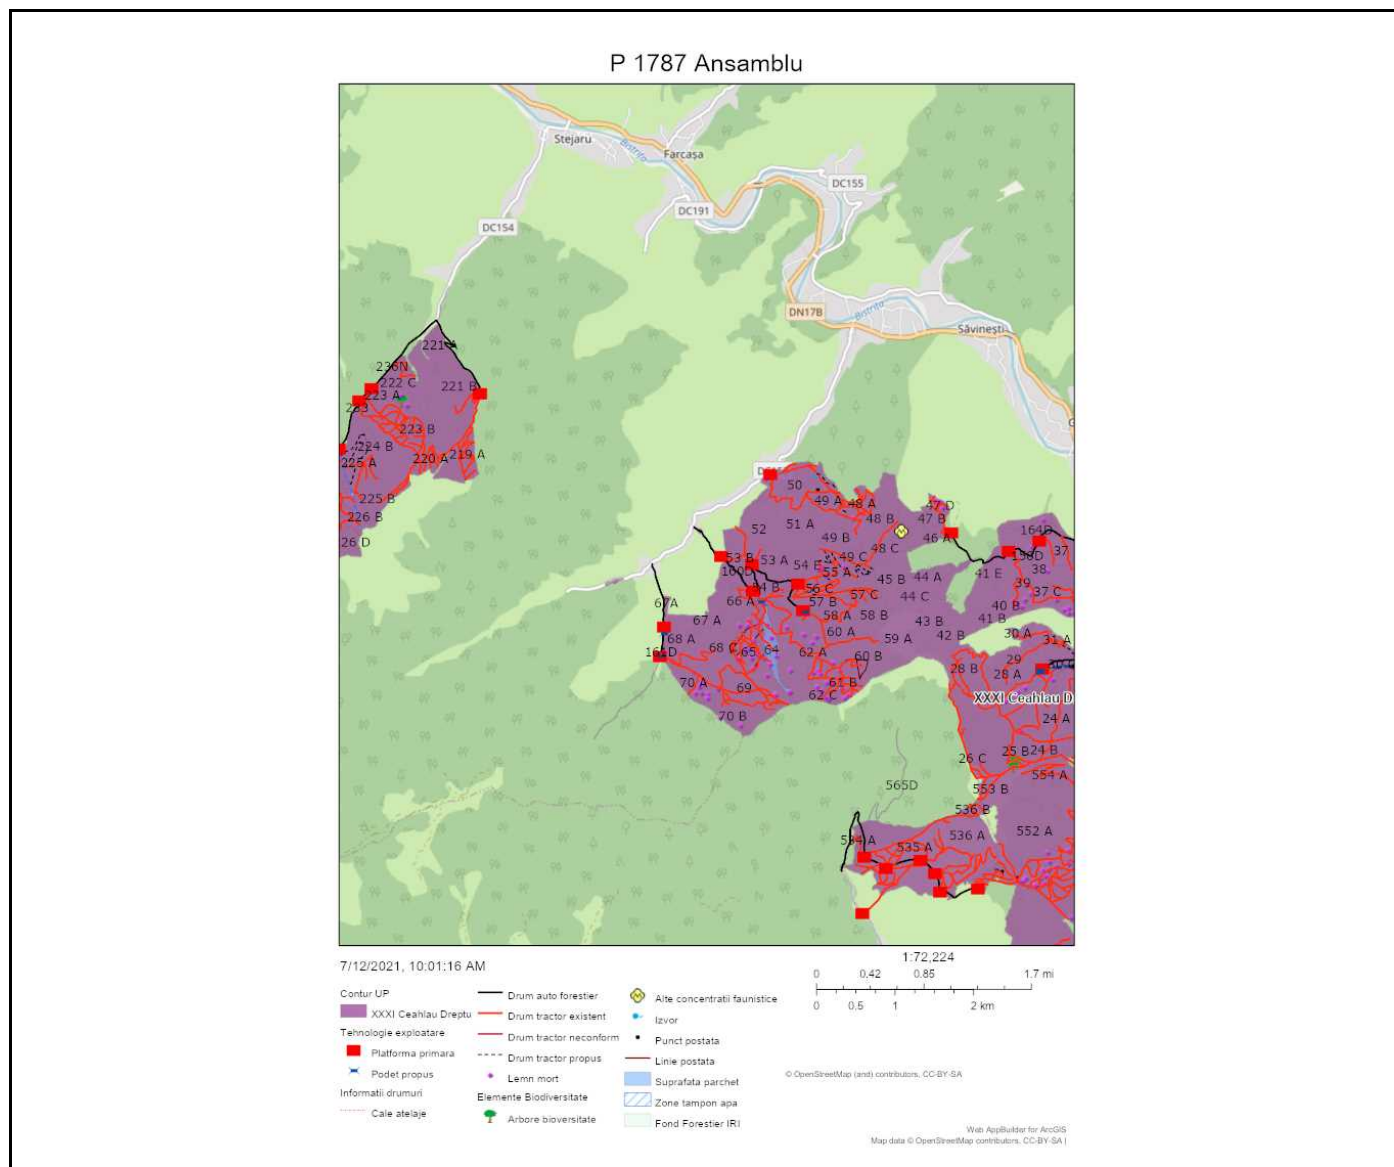 P 1787 Ansamblu
Stejaru
Bistrița
Farcașa
DC155
DC191
DC154
DN17B
Bistrița
Săvinești
221 A
236N
222 C
223 A
221 B
223 B
224 B
220 A
219 A
225 A
225 B
226 B
26 D
50
49 A
48 A
47 D
48 B
47 B
52
51 A
49 B
48 C
46 A
164D
158D
37
53 B
53 A
54 E
49 C
55 A
45 B
44 A
41 E
38
39
37 C
54 B
56 C
57 C
44 C
67A
66 A
57 B
40 B
67 A
58 A
58 B
43 B
41 B
68 A
60 A
59 A
42 B
30 A
31 A
161D
68 C
65
64
62 A
60 B
29
28 B
28 A
70 A
69
61 B
62 C
XXXI Ceahlau D
70 B
24 A
26 C
25 B
24 B
554 A
565D
553 B
536 B
534 A
535 A
536 A
552 A
7/12/2021, 10:01:16 AM
1:72,224
0 0.42 0.85 1.7 mi
0 0.5 1 2 km
Contur UP
XXXI Ceahlau Dreptu
Tehnologie exploatare
Platforma primara
Podet propus
Informatii drumuri
Cale atelaje
Drum auto forestier
Drum tractor existent
Drum tractor neconform
Drum tractor propus
Lemn mort
Elemente Biodiversitate
Arbore bioversitate
Alte concentratii faunistice
Izvor
Punct postata
Linie postata
Suprafata parchet
Zone tampon apa
Fond Forestier IRI
© OpenStreetMap (and) contributors, CC-BY-SA
Web AppBuilder for ArcGIS
Map data © OpenStreetMap contributors, CC-BY-SA |